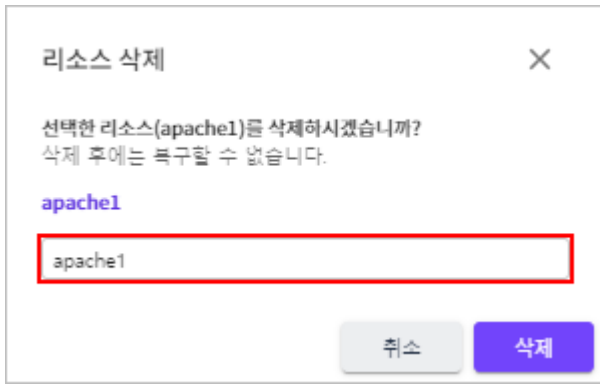 리소스 삭제
선택한 리소스(apache1)를 삭제하시겠습니까?
삭제 후에는 복구할 수 없습니다.
apache1
apache1
취소
삭제